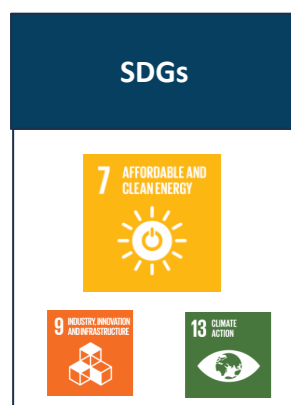 SDGs
7 AFFORDABLE AND
CLEAN ENERGY
9 INDUSTRY, INNOVATION
AND INFRASTRUCTURE
13 CLIMATE
ACTION